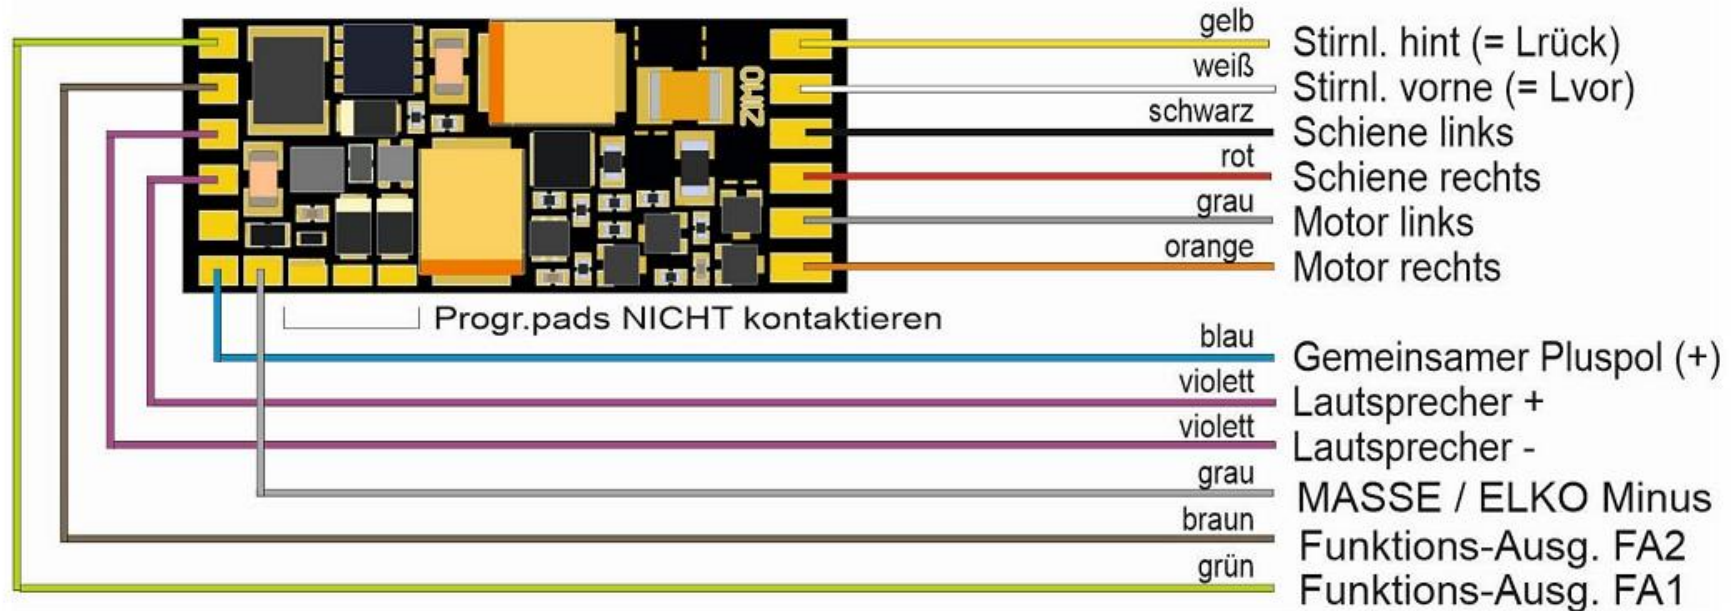 gelb
Stirnl. hint (= Lrück)
weiß
Stirnl. vorne (= Lvor)
schwarz
Schiene links
rot
Schiene rechts
grau
Motor links
orange
Motor rechts
ZIMO
Progr.pads NICHT kontaktieren
blau
Gemeinsamer Pluspol (+)
violett
Lautsprecher +
violett
Lautsprecher -
grau
MASSE / ELKO Minus
braun
Funktions-Ausg. FA2
grün
Funktions-Ausg. FA1